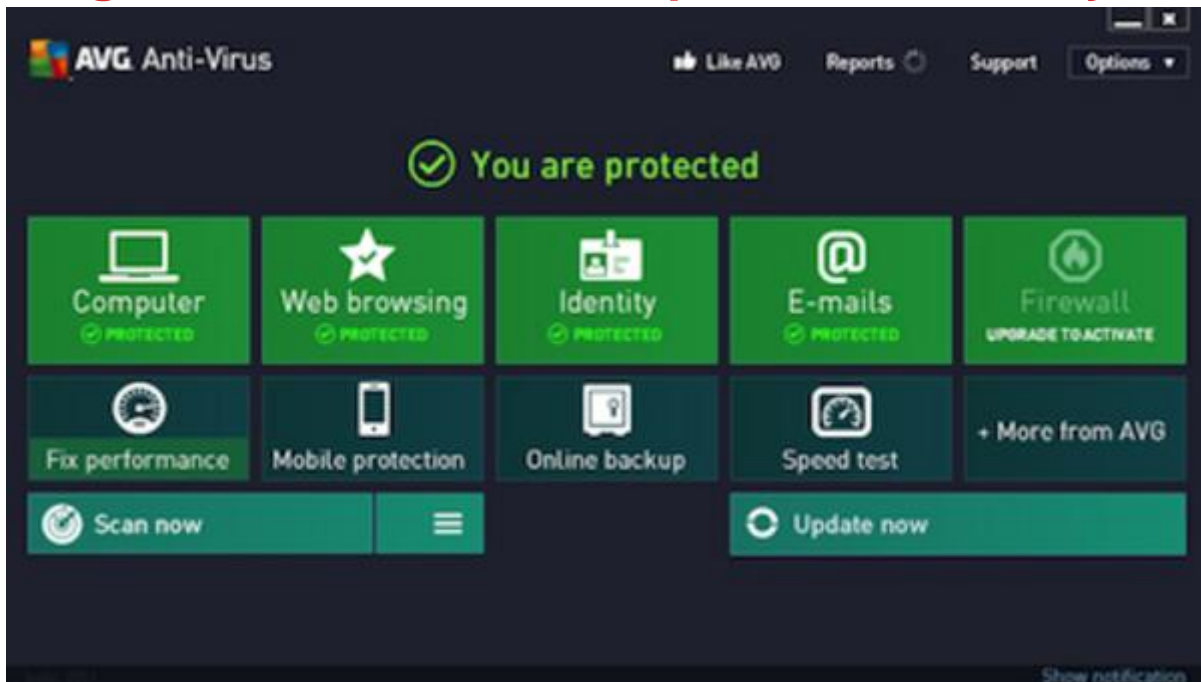 AVG Anti-Virus
Like AVG Reports Support Options
You are protected
Computer Web browsing Identity E-mails Firewall
PROTECTED PROTECTED PROTECTED PROTECTED UPGRADE TO ACTIVATE
Fix performance Mobile protection Online backup Speed test + More from AVG
Scan now Update now
Show notification